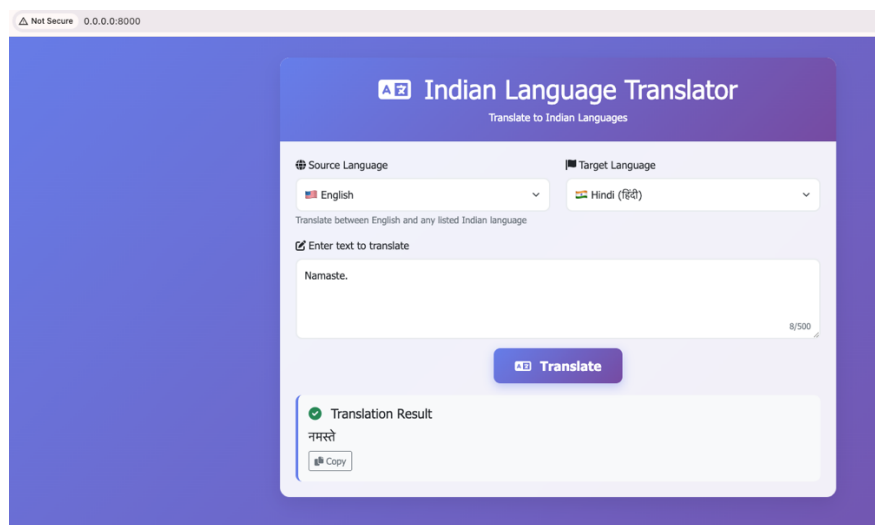 Not Secure 0.0.0.0:8000
Indian Language Translator
Translate to Indian Languages
Source Language
Target Language
English
Hindi (हिंदी)
Translate between English and any listed Indian language
Enter text to translate
Namaste.
8/500
Translate
Translation Result
नमस्ते
Copy